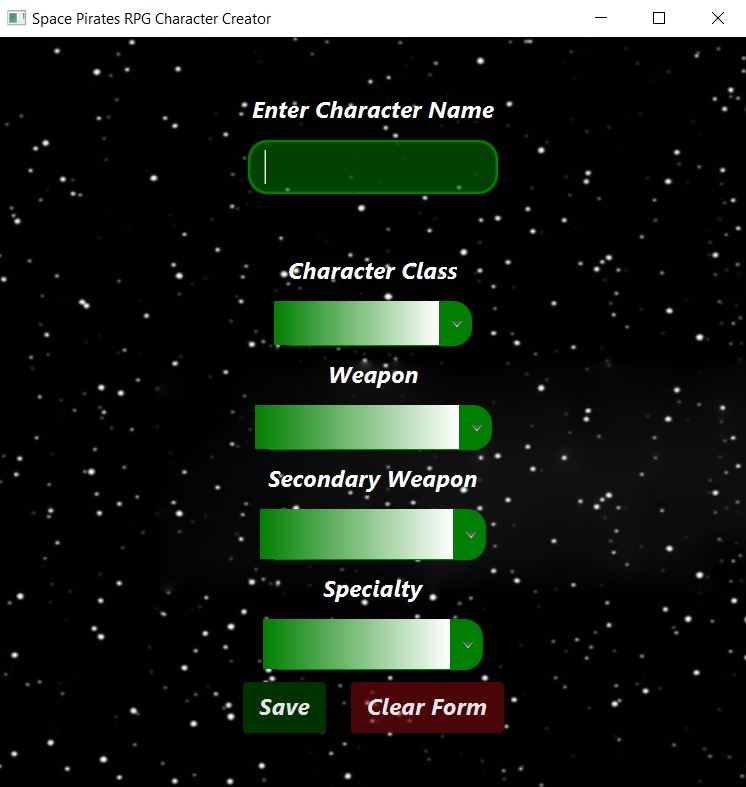 Space Pirates RPG Character Creator
Enter Character Name
Character Class
Weapon
Secondary Weapon
Specialty
Save
Clear Form